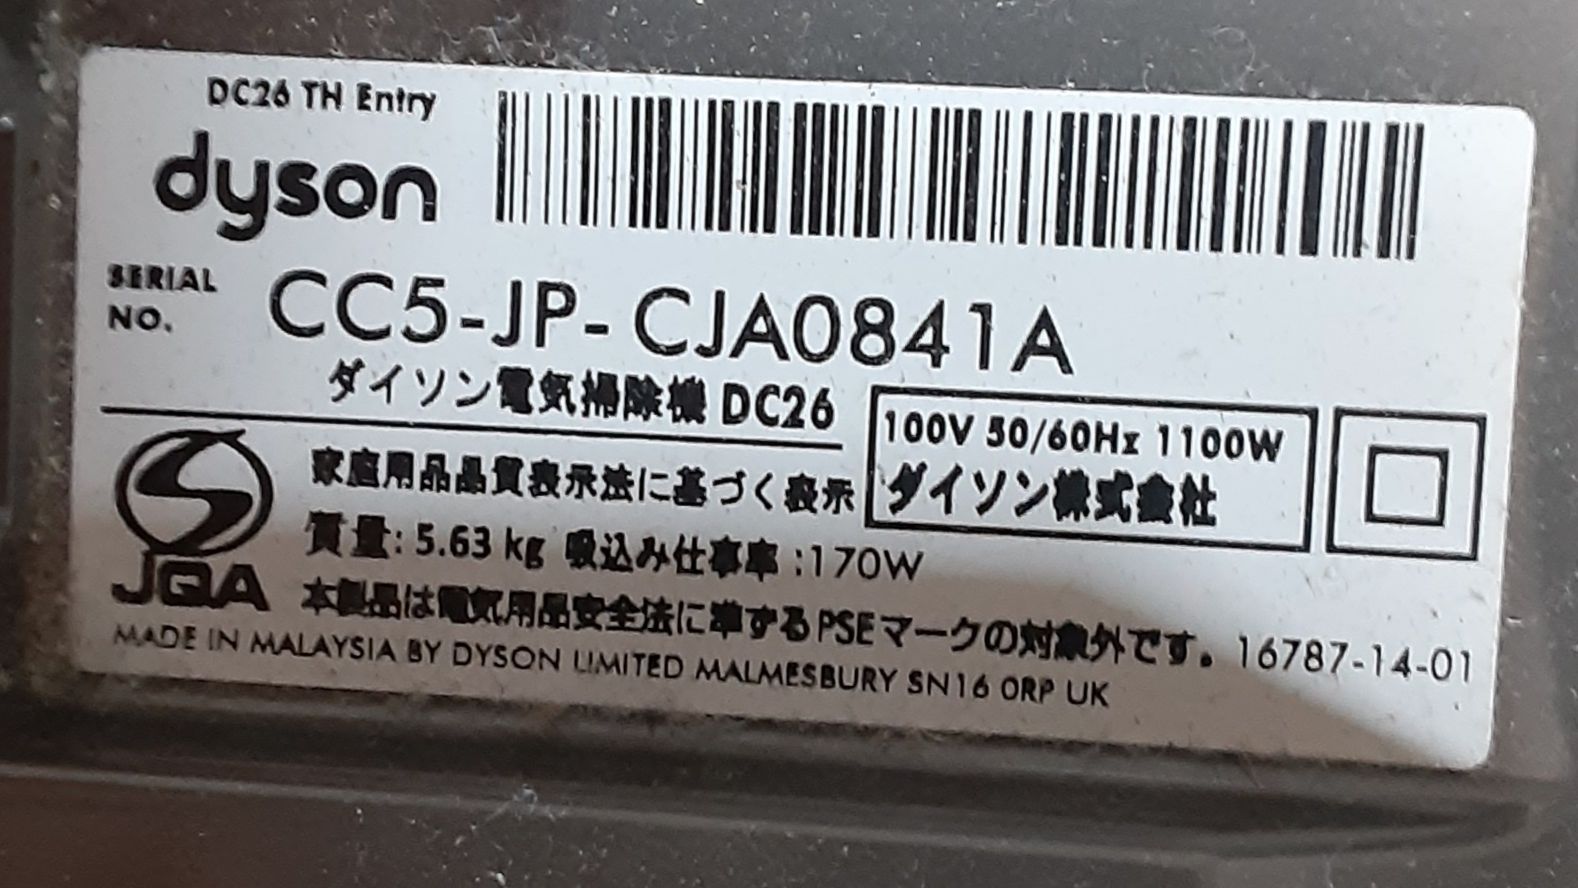 DC26 TH Entry
dyson
SERIAL NO. CC5-JP-CJA0841A
ダイソン電気掃除機 DC26
100V 50/60Hz 1100W
ダイソン株式会社
家庭用品品質表示法に基づく表示
質量: 5.63 kg 吸込み仕事率 :170W
JQA
本製品は電気用品安全法に準ずるPSEマークの対象外です。 16787-14-01
MADE IN MALAYSIA BY DYSON LIMITED MALMESBURY SN16 0RP UK